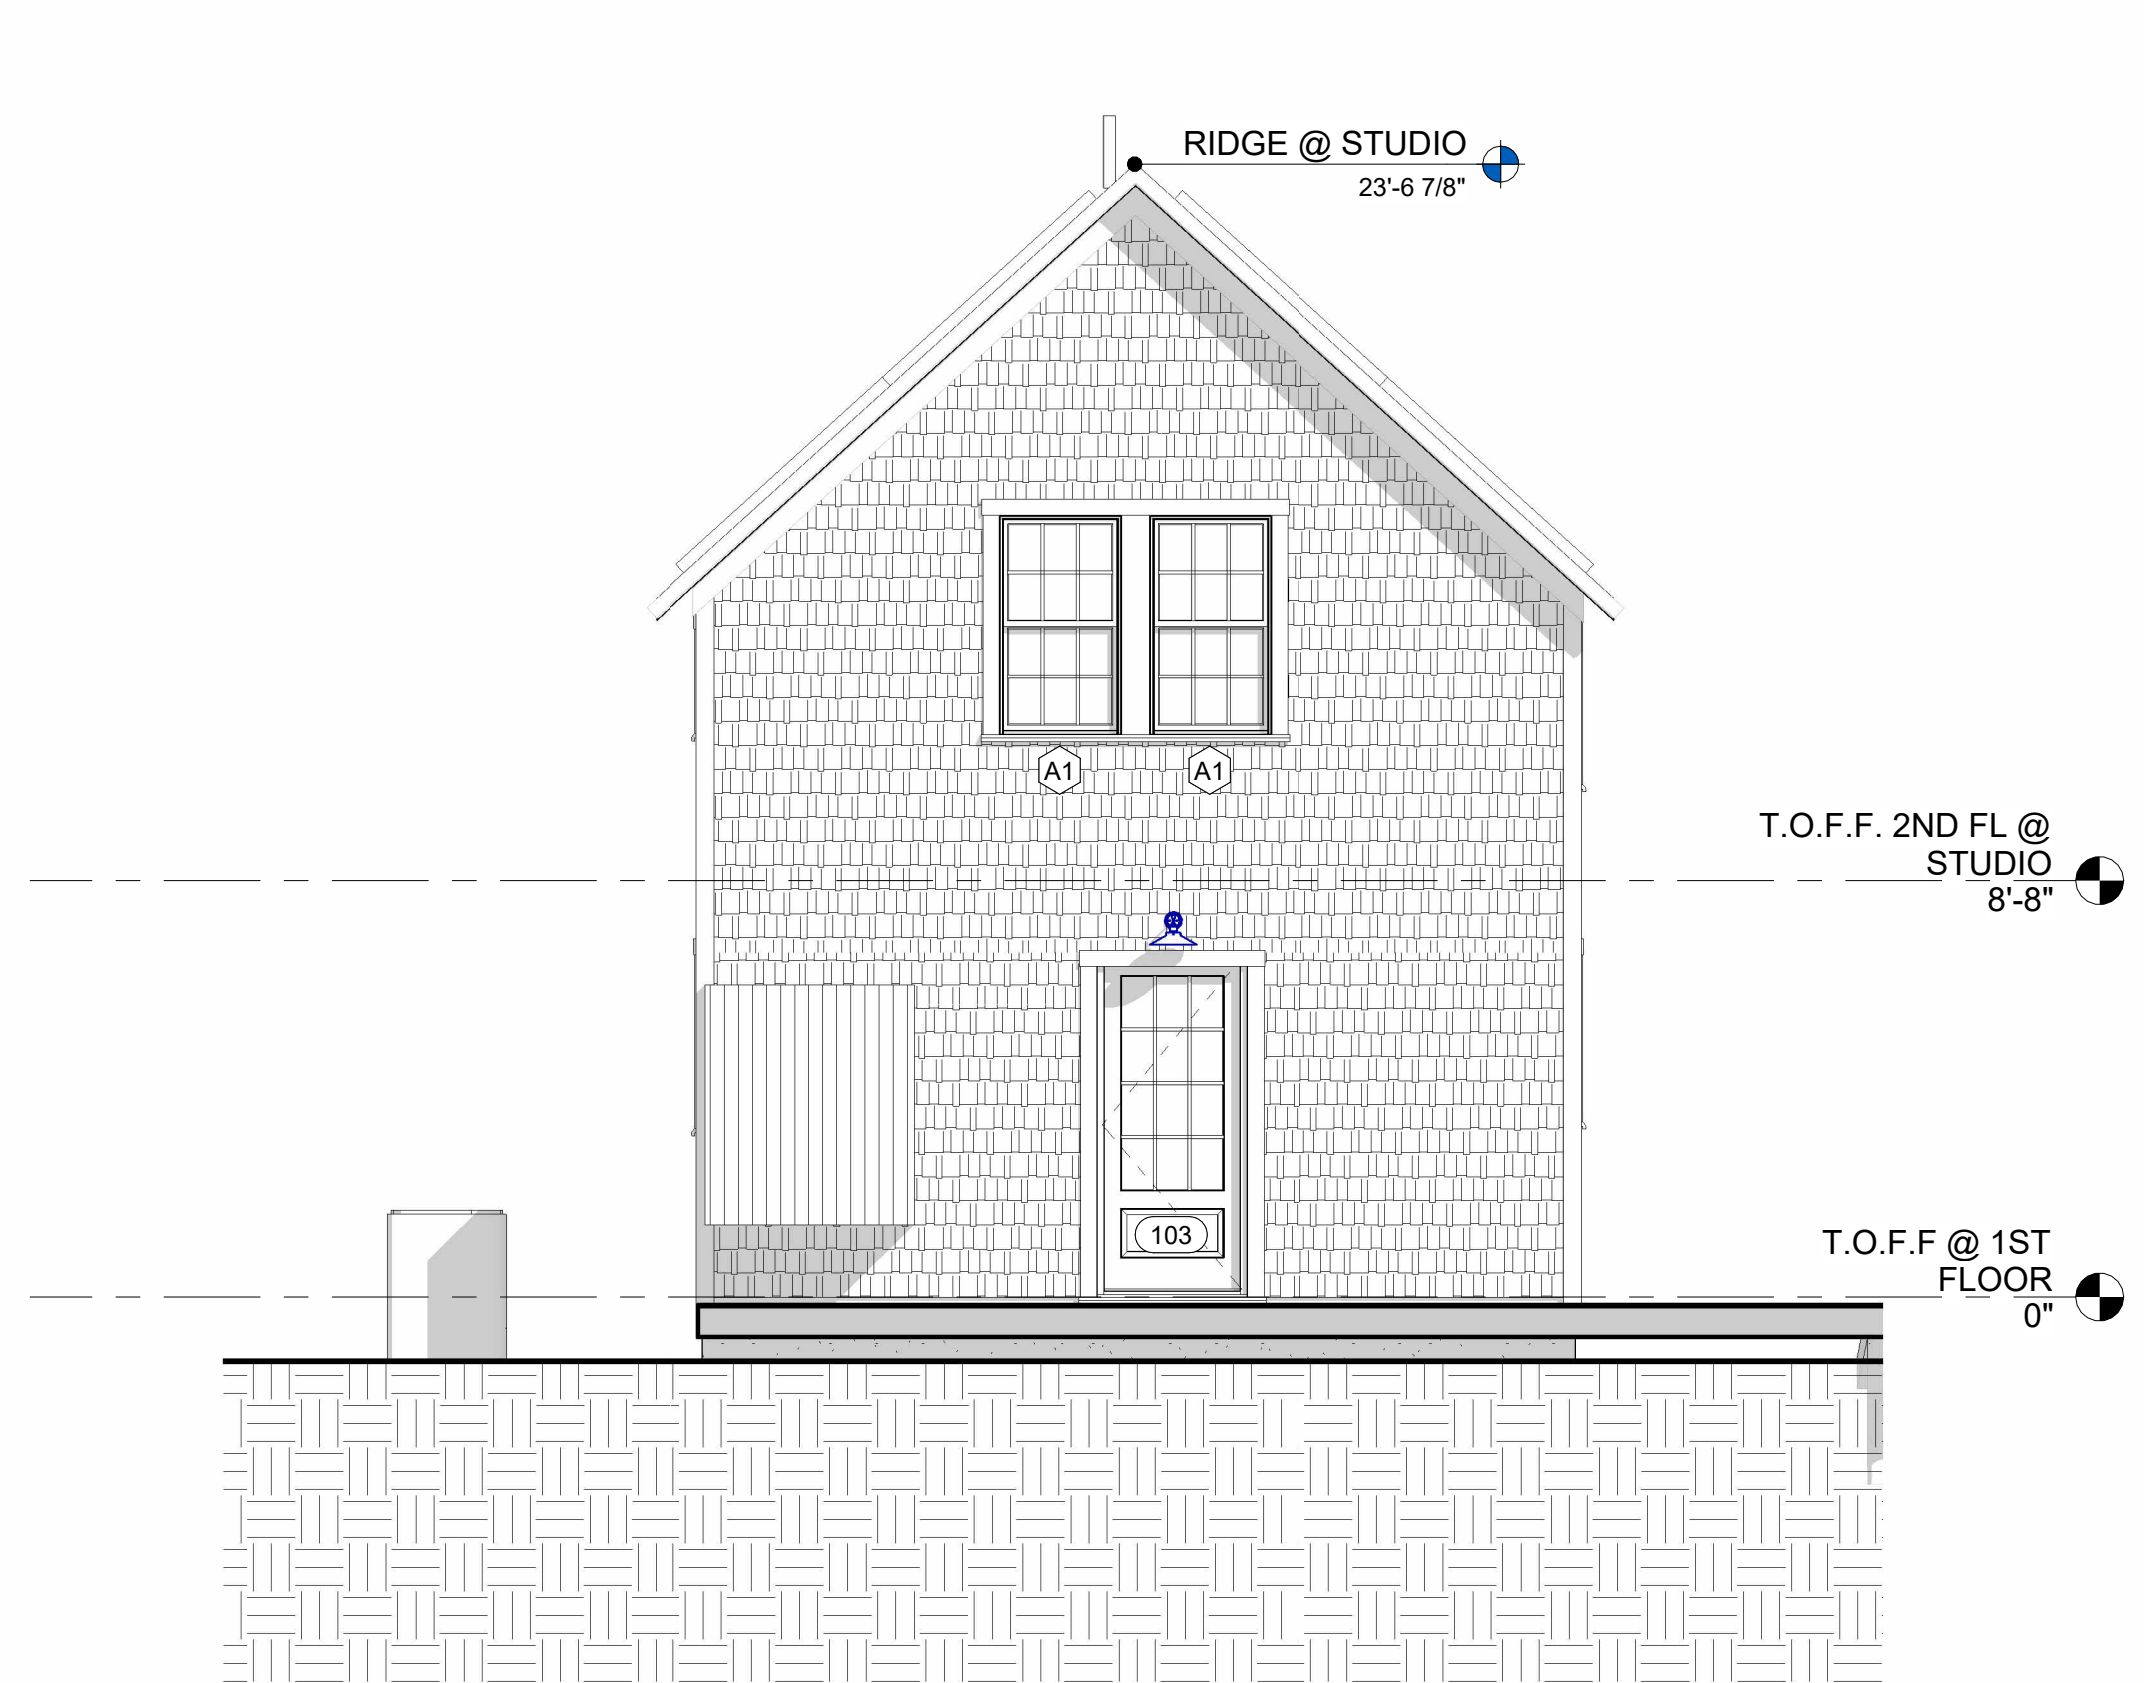 RIDGE @ STUDIO
23'-6 7/8"
A1
A1
T.O.F.F. 2ND FL @
STUDIO
8'-8"
103
T.O.F.F @ 1ST
FLOOR
0"